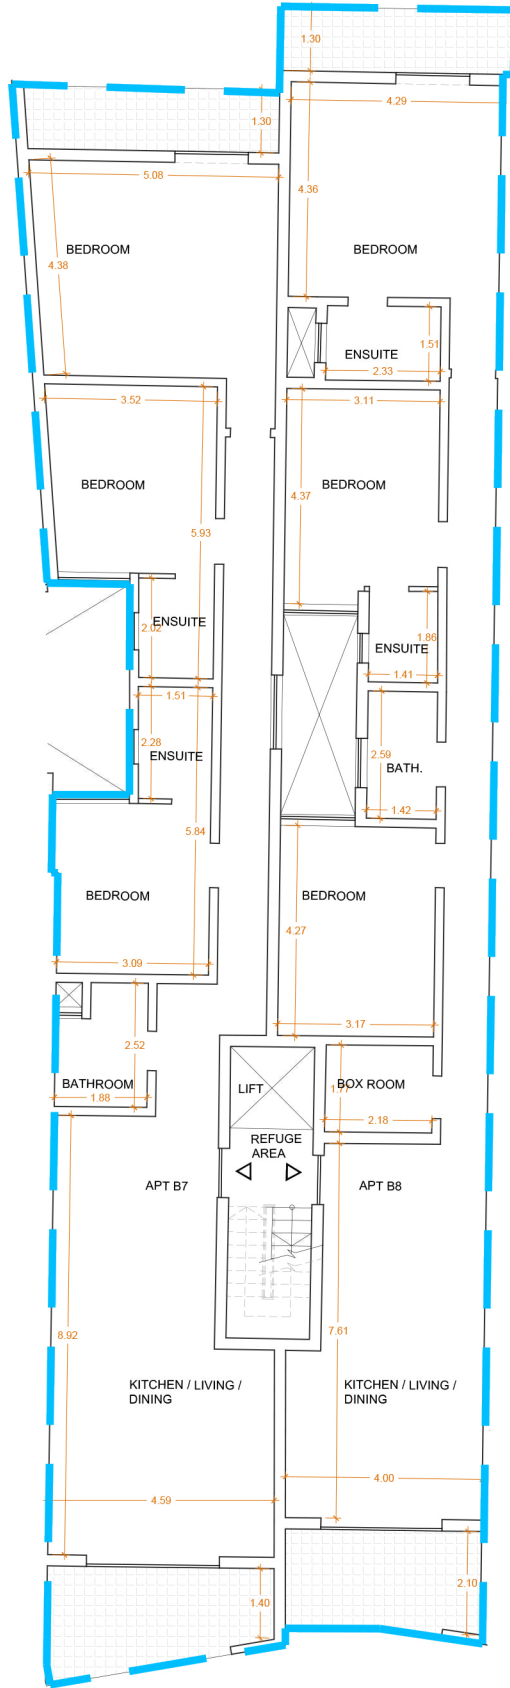 1.30
4.29
1.30
5.08
4.36
BEDROOM
BEDROOM
4.38
1.51
ENSUITE
2.33
3.52
3.11
BEDROOM
BEDROOM
4.37
5.93
2.02
ENSUITE
1.86
ENSUITE
1.41
1.51
2.28
ENSUITE
2.59
BATH.
1.42
5.84
BEDROOM
BEDROOM
4.27
3.09
3.17
2.52
BATHROOM
1.88
LIFT
BOX ROOM
1.77
2.18
REFUGE
AREA
APT B7
APT B8
8.92
7.61
KITCHEN / LIVING /
DINING
KITCHEN / LIVING /
DINING
4.59
4.00
1.40
2.10